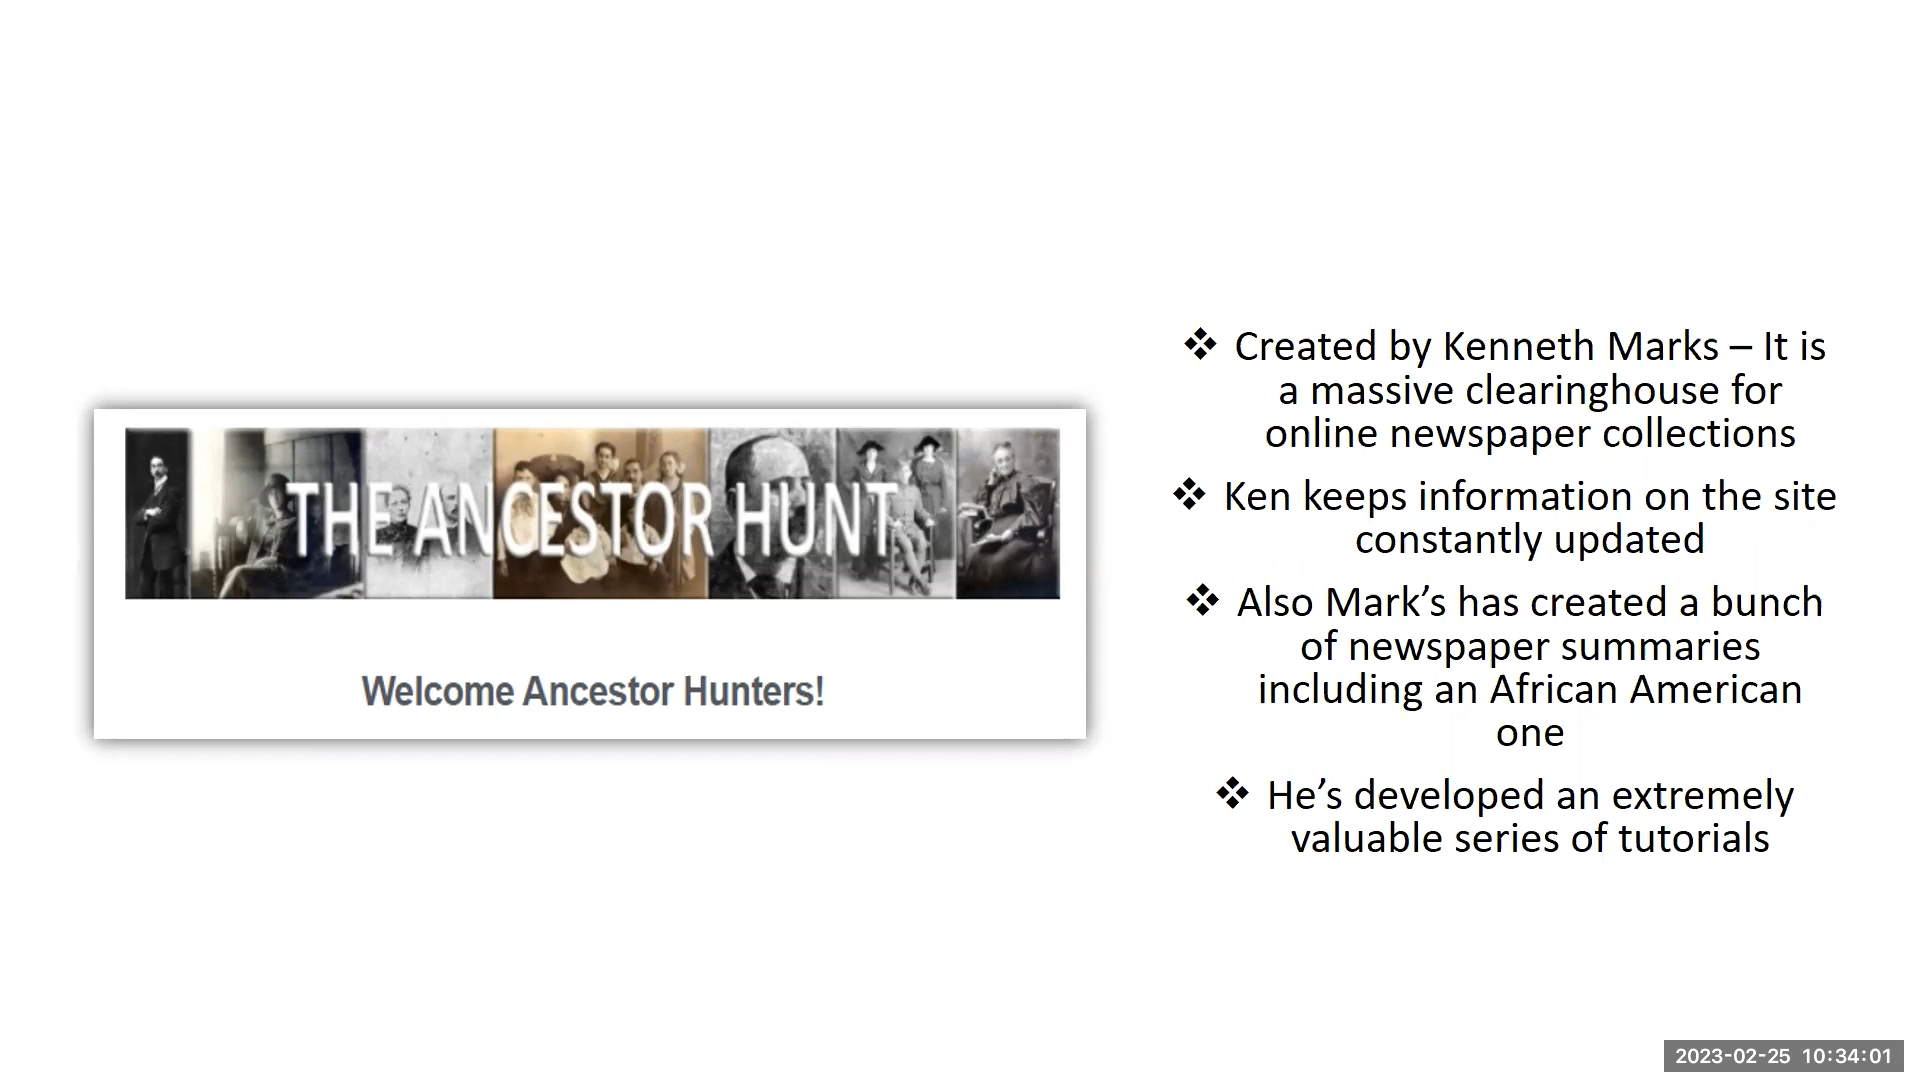 THE ANCESTOR HUNT
Welcome Ancestor Hunters!
❖ Created by Kenneth Marks – It is
a massive clearinghouse for
online newspaper collections
❖ Ken keeps information on the site
constantly updated
❖ Also Mark’s has created a bunch
of newspaper summaries
including an African American
one
❖ He’s developed an extremely
valuable series of tutorials
2023-02-25 10:34:01